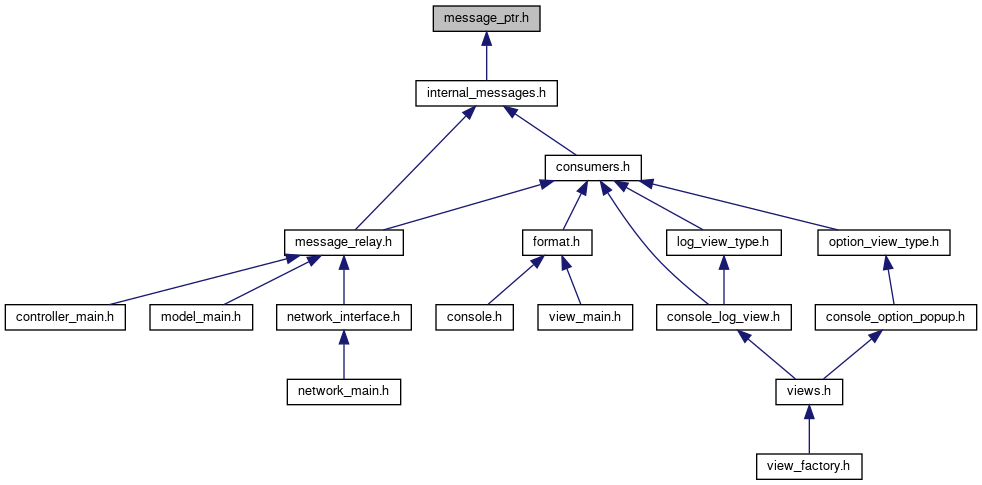 message_ptr.h
internal_messages.h
consumers.h
message_relay.h
format.h
log_view_type.h
option_view_type.h
controller_main.h
model_main.h
network_interface.h
console.h
view_main.h
console_log_view.h
console_option_popup.h
network_main.h
views.h
view_factory.h